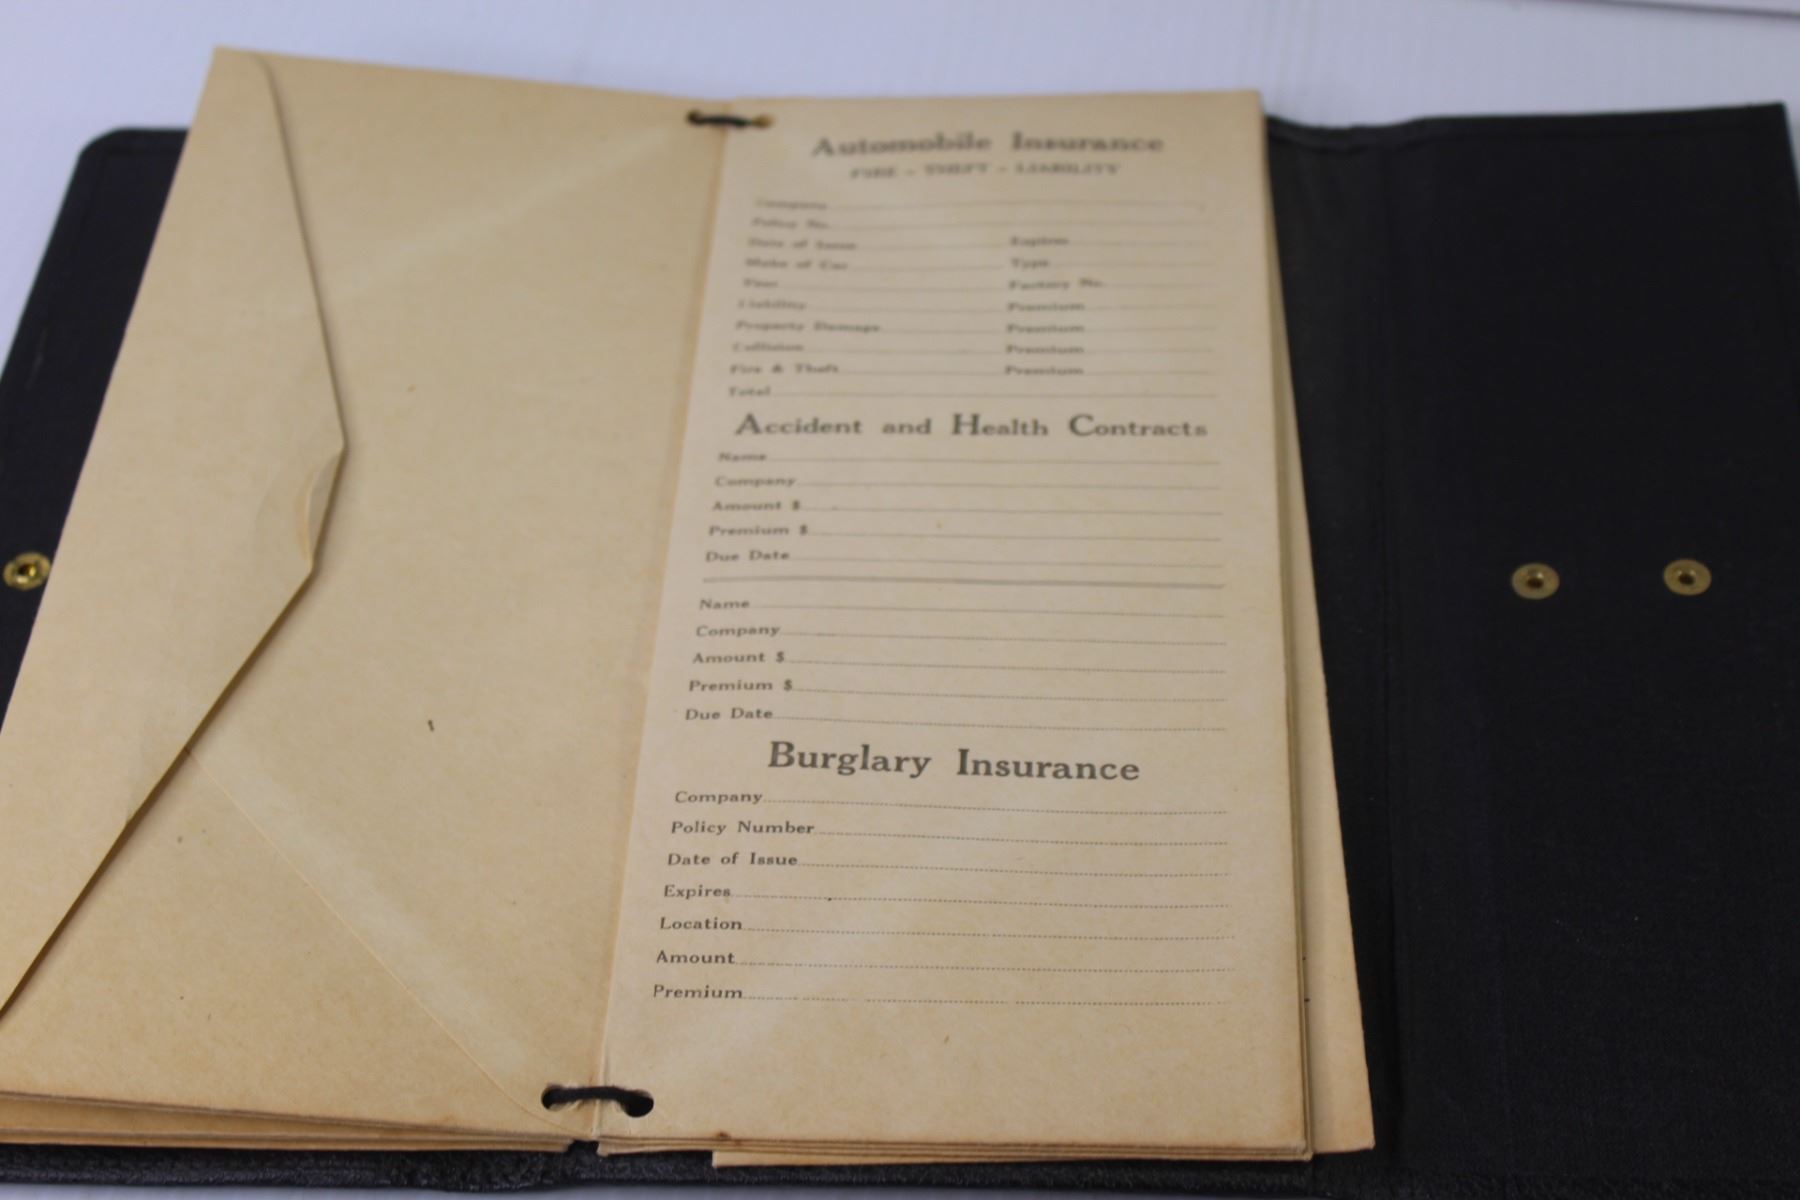 Automobile Insurance
FIRE - THEFT - LIABILITY
Company
Policy No.
Date of Issue Expires
Make of Car Type
Year Factory No.
Liability Premium
Property Damage Premium
Collision Premium
Fire & Theft Premium
Total
Accident and Health Contracts
Name
Company
Amount $
Premium $
Due Date
Name
Company
Amount $
Premium $
Due Date
Burglary Insurance
Company
Policy Number
Date of Issue
Expires
Location
Amount
Premium